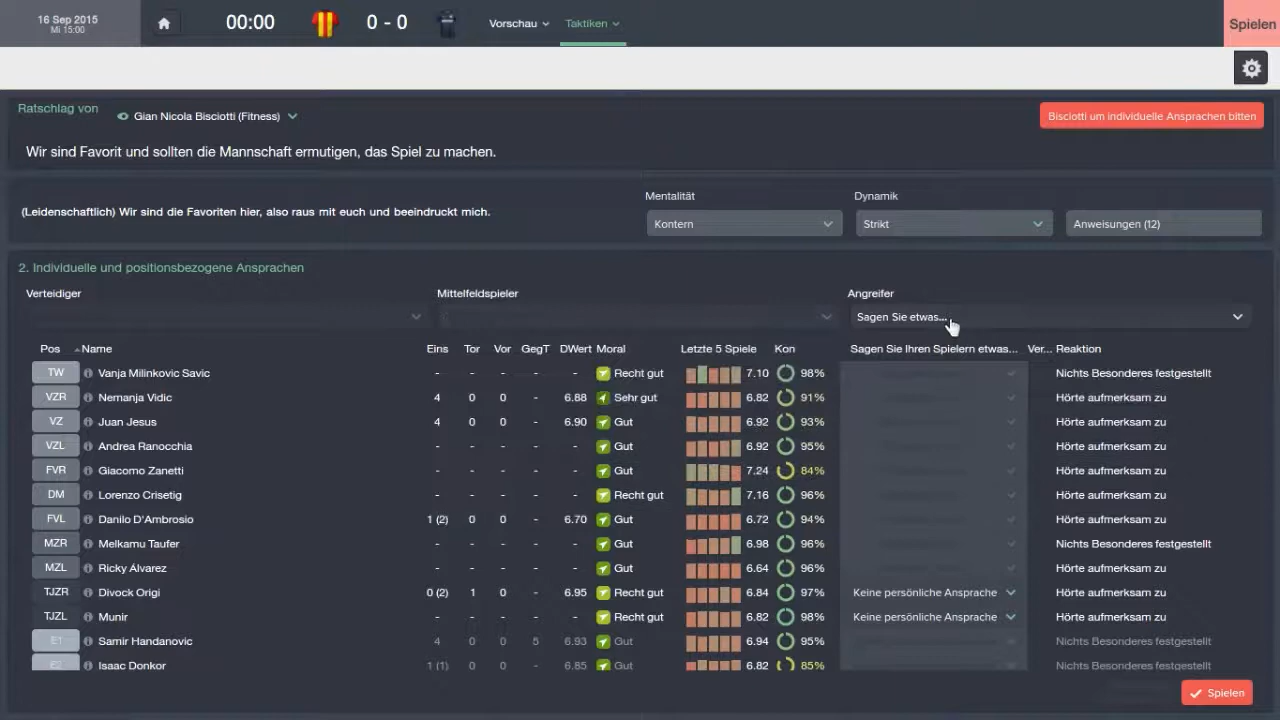 16 Sep 2015
Mi 15:00
00:00
0 - 0
Vorschau
Taktiken
Spielen
Ratschlag von
Gian Nicola Bisciotti (Fitness)
Bisciotti um individuelle Ansprachen bitten
Wir sind Favorit und sollten die Mannschaft ermutigen, das Spiel zu machen.
Mentalität
Dynamik
(Leidenschaftlich) Wir sind die Favoriten hier, also raus mit euch und beeindruckt mich.
Kontern
Strikt
Anweisungen (12)
2. Individuelle und positionsbezogene Ansprachen
Verteidiger
Mittelfeldspieler
Angreifer
Sagen Sie etwas...
Pos Name Eins Tor Vor GegT DWert Moral Letzte 5 Spiele Kon Sagen Sie Ihren Spielern etwas... Ver... Reaktion
TW Vanja Milinkovic Savic - - - - - Recht gut 7.10 98% Nichts Besonderes festgestellt
VZR Nemanja Vidic 4 0 0 - 6.88 Sehr gut 6.82 91% Hörte aufmerksam zu
VZ Juan Jesus 4 0 0 - 6.90 Gut 6.92 93% Hörte aufmerksam zu
VZL Andrea Ranocchia - - - - - Gut 6.92 95% Hörte aufmerksam zu
FVR Giacomo Zanetti - - - - - Gut 7.24 84% Hörte aufmerksam zu
DM Lorenzo Crisetig - - - - - Recht gut 7.16 96% Hörte aufmerksam zu
FVL Danilo D'Ambrosio 1 (2) 0 0 - 6.70 Gut 6.72 94% Hörte aufmerksam zu
MZR Melkamu Taufer - - - - - Gut 6.98 96% Nichts Besonderes festgestellt
MZL Ricky Álvarez - - - - - Gut 6.64 96% Hörte aufmerksam zu
TJZR Divock Origi 0 (2) 1 0 - 6.95 Recht gut 6.84 97% Keine persönliche Ansprache Hörte aufmerksam zu
TJZL Munir - - - - - Recht gut 6.82 98% Keine persönliche Ansprache Hörte aufmerksam zu
E1 Samir Handanovic 4 0 0 5 6.93 Gut 6.94 95% Nichts Besonderes festgestellt
E2 Isaac Donkor 1 (1) 0 0 - 6.85 Gut 6.82 85% Nichts Besonderes festgestellt
Spielen